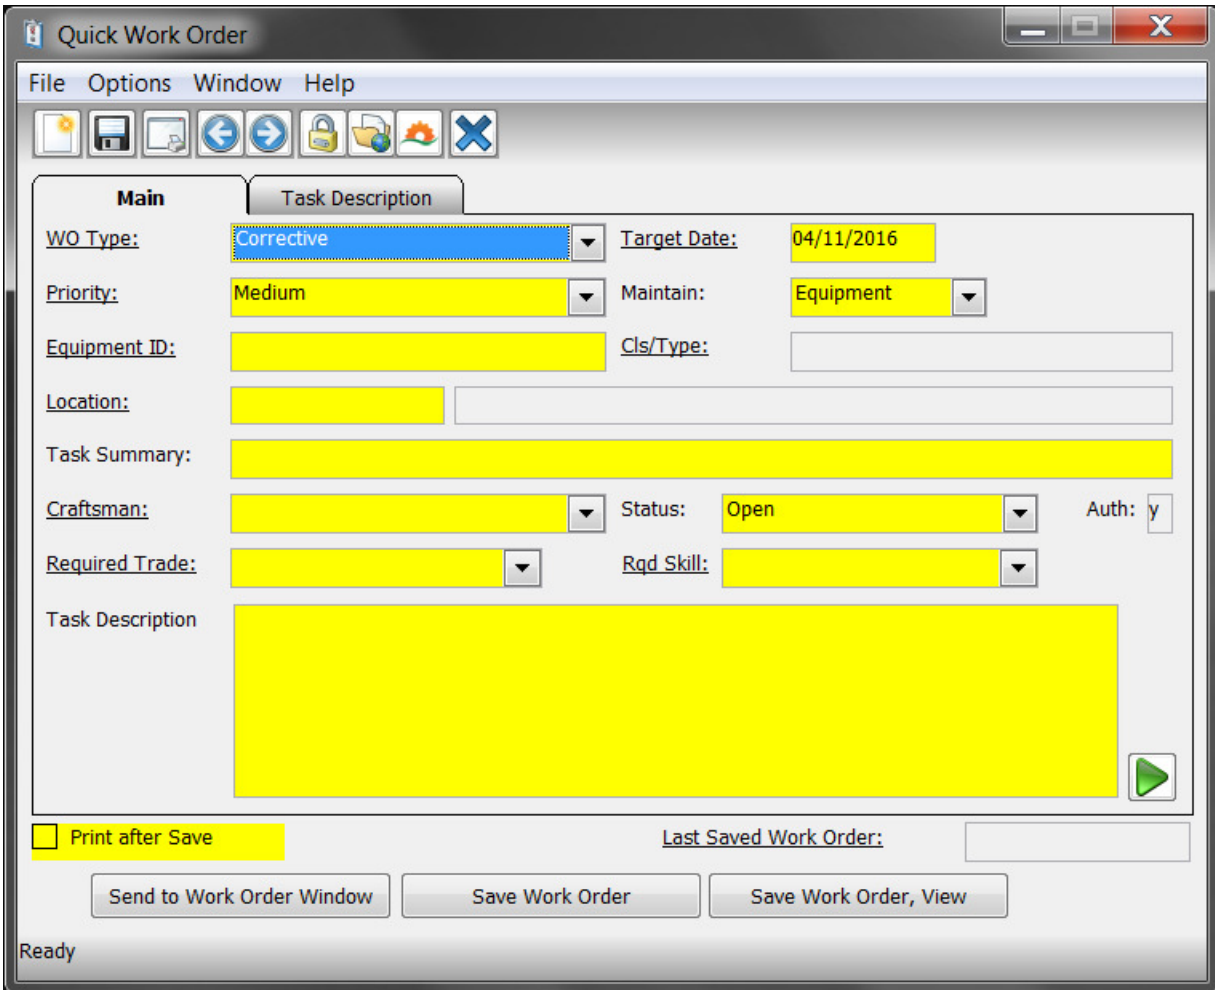 Quick Work Order
File Options Window Help
Main Task Description
WO Type: Corrective Target Date: 04/11/2016
Priority: Medium Maintain: Equipment
Equipment ID: Cls/Type:
Location:
Task Summary:
Craftsman: Status: Open Auth: y
Required Trade: Rqd Skill:
Task Description
Print after Save Last Saved Work Order:
Send to Work Order Window Save Work Order Save Work Order, View
Ready